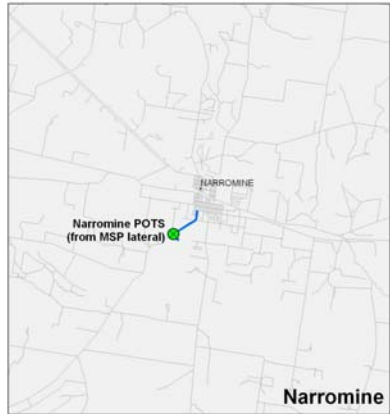 NARROMINE
Narromine POTS
(from MSP lateral)
Narromine